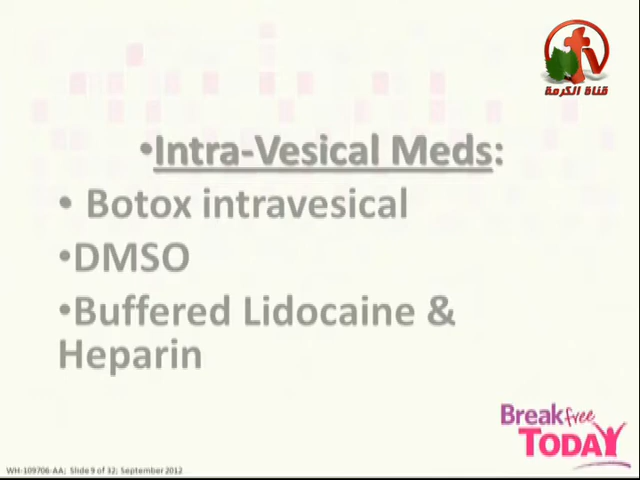 tv
قناة الكرمة
•Intra-Vesical Meds:
• Botox intravesical
•DMSO
•Buffered Lidocaine &
Heparin
Break free
TODAY
WH-109706-AA; Slide 9 of 32; September 2012